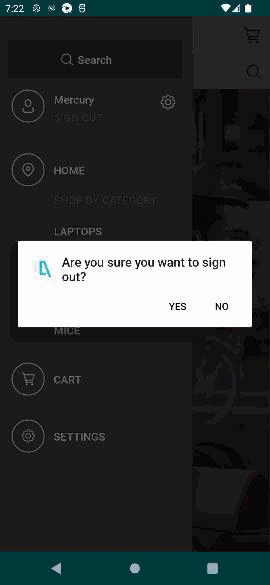 7:22
Search
Mercury
SIGN OUT
HOME
SHOP BY CATEGORY
LAPTOPS
Are you sure you want to sign
out?
YES
NO
MICE
CART
SETTINGS